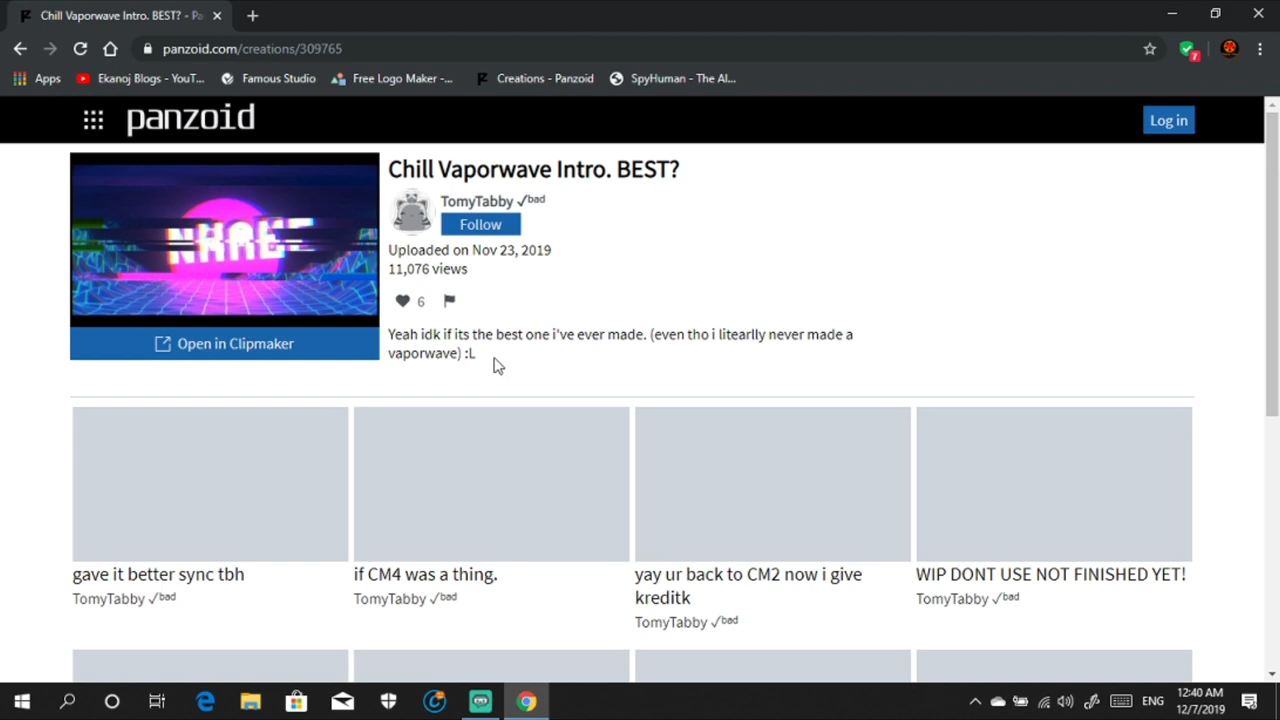 Chill Vaporwave Intro. BEST? - Pa
panzoid.com/creations/309765
Apps
Ekanoj Blogs - YouT...
Famous Studio
Free Logo Maker -...
Creations - Panzoid
SpyHuman - The Al...
7
panzoid
Log in
Chill Vaporwave Intro. BEST?
TomyTabby ✓bad
Follow
Uploaded on Nov 23, 2019
11,076 views
6
Yeah idk if its the best one i've ever made. (even tho i litearlly never made a
vaporwave) :L
Open in Clipmaker
gave it better sync tbh
TomyTabby ✓bad
if CM4 was a thing.
TomyTabby ✓bad
yay ur back to CM2 now i give
kreditk
TomyTabby ✓bad
WIP DONT USE NOT FINISHED YET!
TomyTabby ✓bad
ENG
12:40 AM
12/7/2019